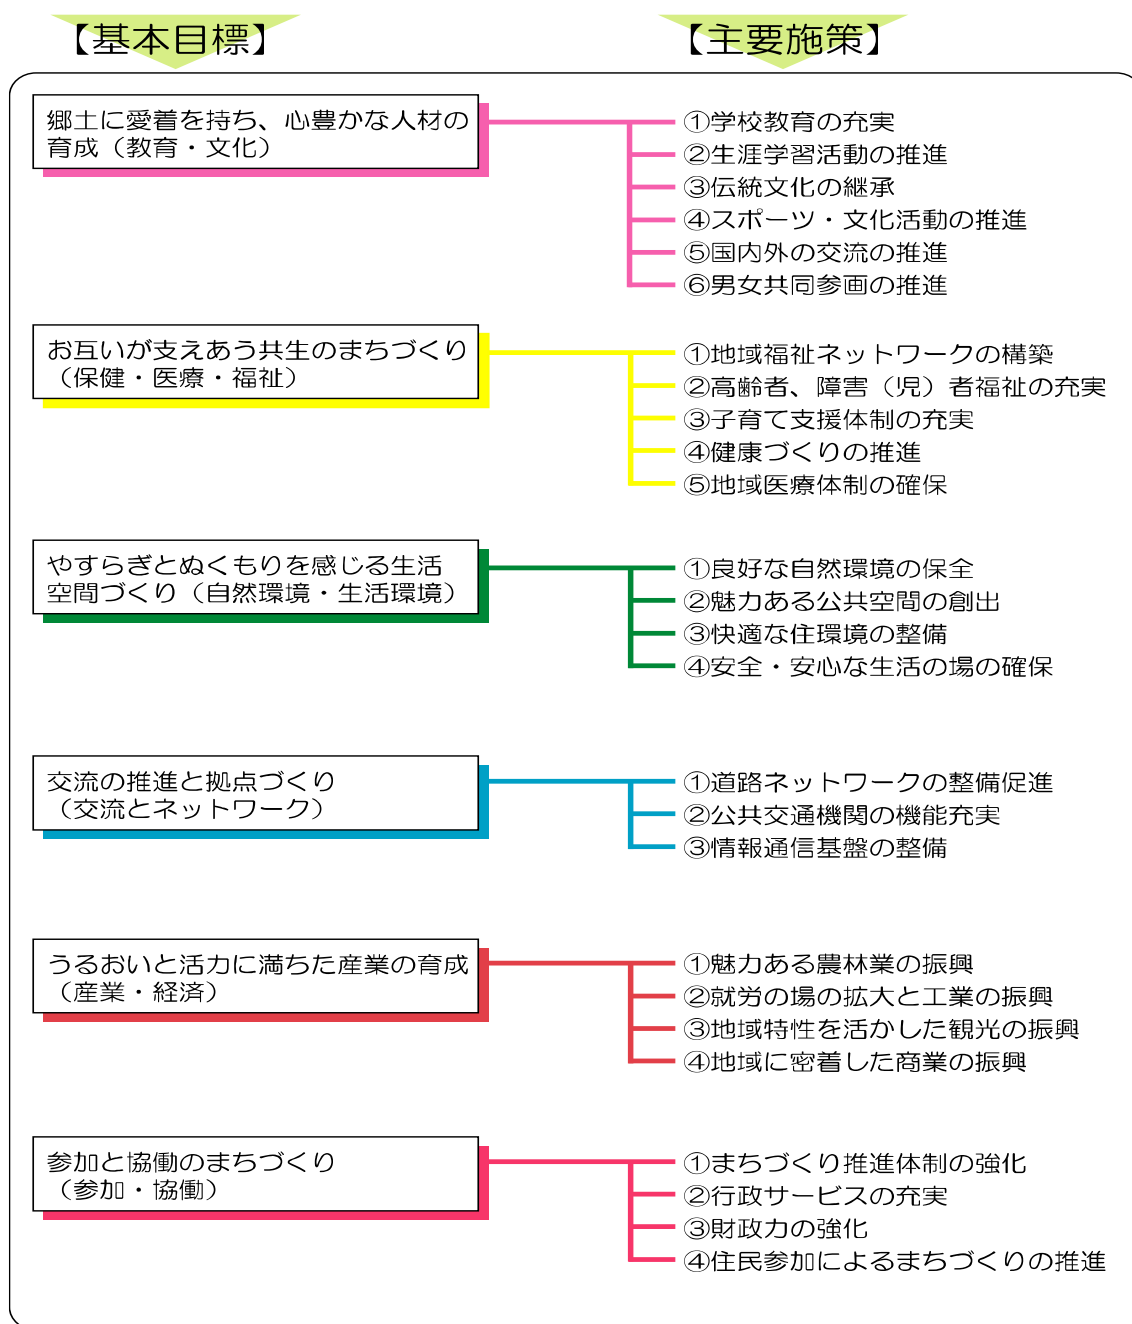 【基本目標】
【主要施策】
郷土に愛着を持ち、心豊かな人材の
育成（教育・文化）
①学校教育の充実
②生涯学習活動の推進
③伝統文化の継承
④スポーツ・文化活動の推進
⑤国内外の交流の推進
⑥男女共同参画の推進
お互いが支えあう共生のまちづくり
（保健・医療・福祉）
①地域福祉ネットワークの構築
②高齢者、障害（児）者福祉の充実
③子育て支援体制の充実
④健康づくりの推進
⑤地域医療体制の確保
やすらぎとぬくもりを感じる生活
空間づくり（自然環境・生活環境）
①良好な自然環境の保全
②魅力ある公共空間の創出
③快適な住環境の整備
④安全・安心な生活の場の確保
交流の推進と拠点づくり
（交流とネットワーク）
①道路ネットワークの整備促進
②公共交通機関の機能充実
③情報通信基盤の整備
うるおいと活力に満ちた産業の育成
（産業・経済）
①魅力ある農林業の振興
②就労の場の拡大と工業の振興
③地域特性を活かした観光の振興
④地域に密着した商業の振興
参加と協働のまちづくり
（参加・協働）
①まちづくり推進体制の強化
②行政サービスの充実
③財政力の強化
④住民参加によるまちづくりの推進